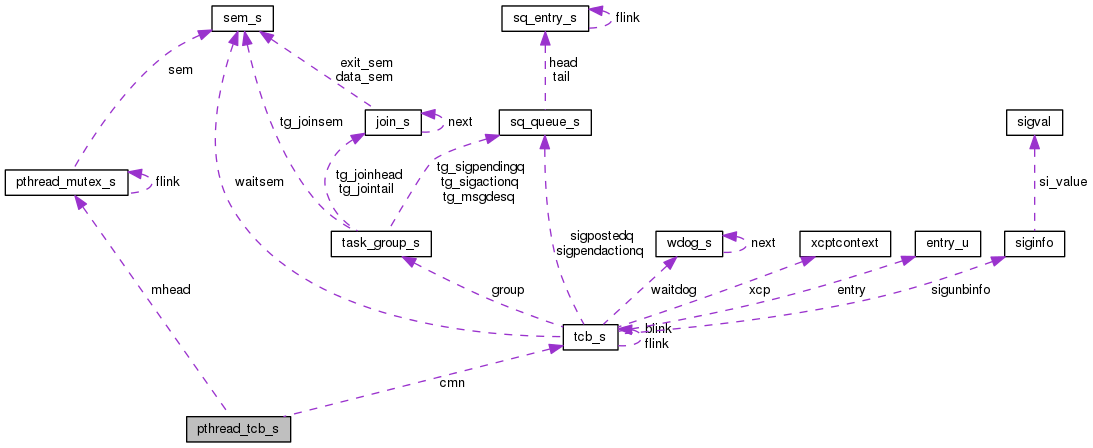 sem_s
sq_entry_s
flink
sem
exit_sem
data_sem
head
tail
tg_joinsem
join_s
next
sq_queue_s
sigval
pthread_mutex_s
flink
waitsem
tg_joinhead
tg_jointail
tg_sigpendingq
tg_sigactionq
tg_msgdesq
si_value
task_group_s
sigpostedq
sigpendactionq
wdog_s
next
xcptcontext
entry_u
siginfo
mhead
group
waitdog
xcp
entry
sigunbinfo
tcb_s
blink
flink
cmn
pthread_tcb_s